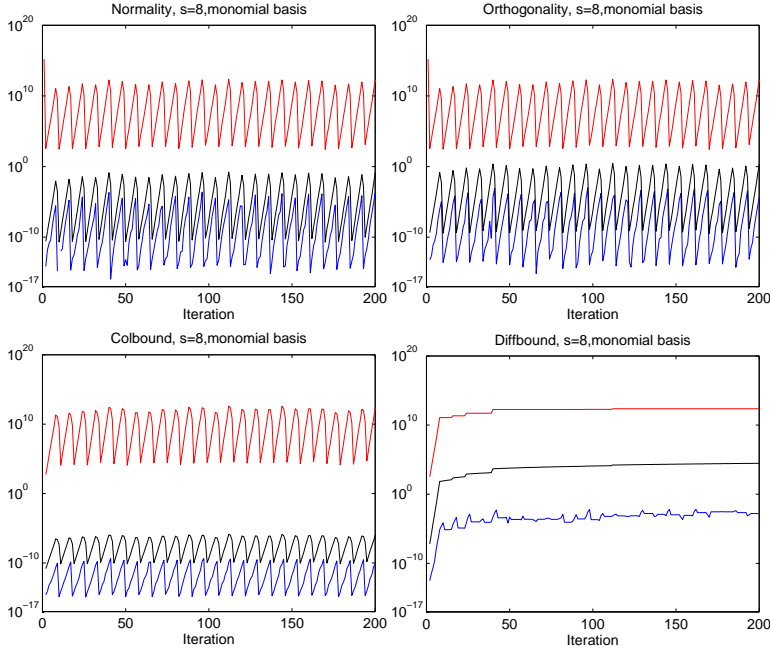 Normality, s=8,monomial basis
10^20
10^10
10^0
10^-10
10^-17
0 50 100 150 200
Iteration
Orthogonality, s=8,monomial basis
10^20
10^10
10^0
10^-10
10^-17
0 50 100 150 200
Iteration
Colbound, s=8,monomial basis
10^20
10^10
10^0
10^-10
10^-17
0 50 100 150 200
Iteration
Diffbound, s=8,monomial basis
10^20
10^10
10^0
10^-10
10^-17
0 50 100 150 200
Iteration